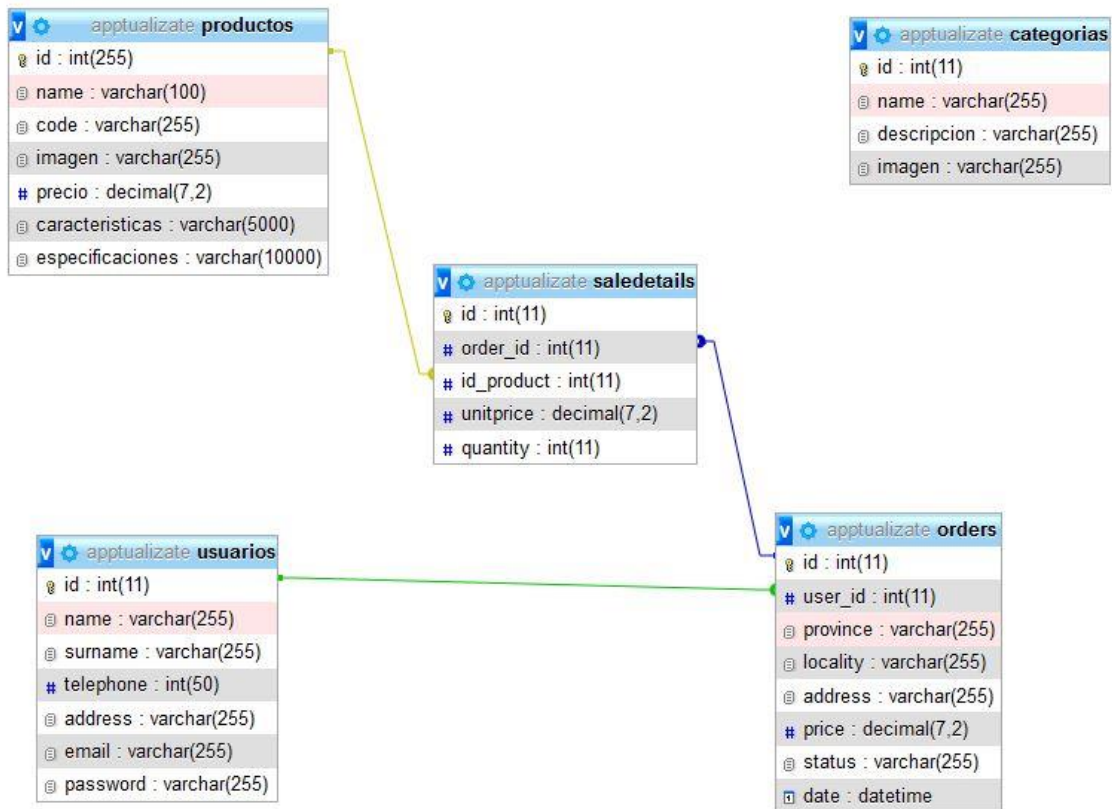 v apptualizate productos
id : int(255)
name : varchar(100)
code : varchar(255)
imagen : varchar(255)
# precio : decimal(7,2)
caracteristicas : varchar(5000)
especificaciones : varchar(10000)
v apptualizate categorias
id : int(11)
name : varchar(255)
descripcion : varchar(255)
imagen : varchar(255)
v apptualizate saledetails
id : int(11)
# order_id : int(11)
# id_product : int(11)
# unitprice : decimal(7,2)
# quantity : int(11)
v apptualizate usuarios
id : int(11)
name : varchar(255)
surname : varchar(255)
# telephone : int(50)
address : varchar(255)
email : varchar(255)
password : varchar(255)
v apptualizate orders
id : int(11)
# user_id : int(11)
province : varchar(255)
locality : varchar(255)
address : varchar(255)
# price : decimal(7,2)
status : varchar(255)
date : datetime